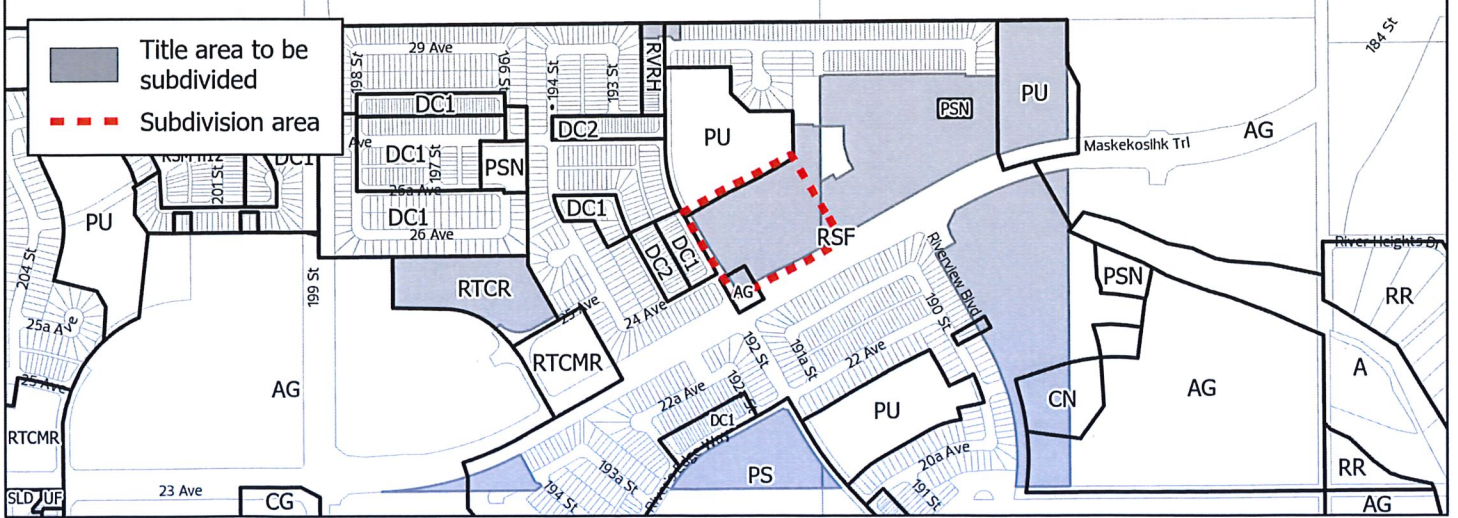 Title area to be
subdivided
Subdivision area
29 Ave
198 St
196 St
194 St
193 St
RVRH
184 St
DC1
DC2
PU
PSN
PU
AG
Maskekosihk Trl
Ave
DC1
197 St
PSN
26a Ave
DC1
26 Ave
DC1
201 St
DC1
PU
204 St
199 St
DC2
DC1
RSF
AG
Riverview Blvd
River Heights Dr
PSN
RR
RTCR
25 Ave
24 Ave
25a Ave
25 Ave
AG
RTCMR
192 St
191a St
22 Ave
190 St
CN
AG
A
22a Ave
192a St
DC1
PU
RTCMR
River's Edge Way
20a Ave
PS
193a St
194 St
191 St
RR
SLD
UF
23 Ave
CG
AG